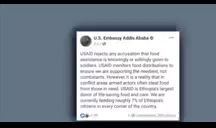 U.S. Embassy Addis Ababa
USAID rejects any accusation that food
assistance is knowingly or willingly given to
soldiers. USAID monitors food distributions to
ensure we are supporting the neediest, not
combatants. However, it is a reality that in
conflict areas armed actors often steal food
from those in need. USAID is Ethiopia's largest
donor of life-saving food and care. We are
currently feeding roughly 7% of Ethiopia's
citizens in every corner of the country.